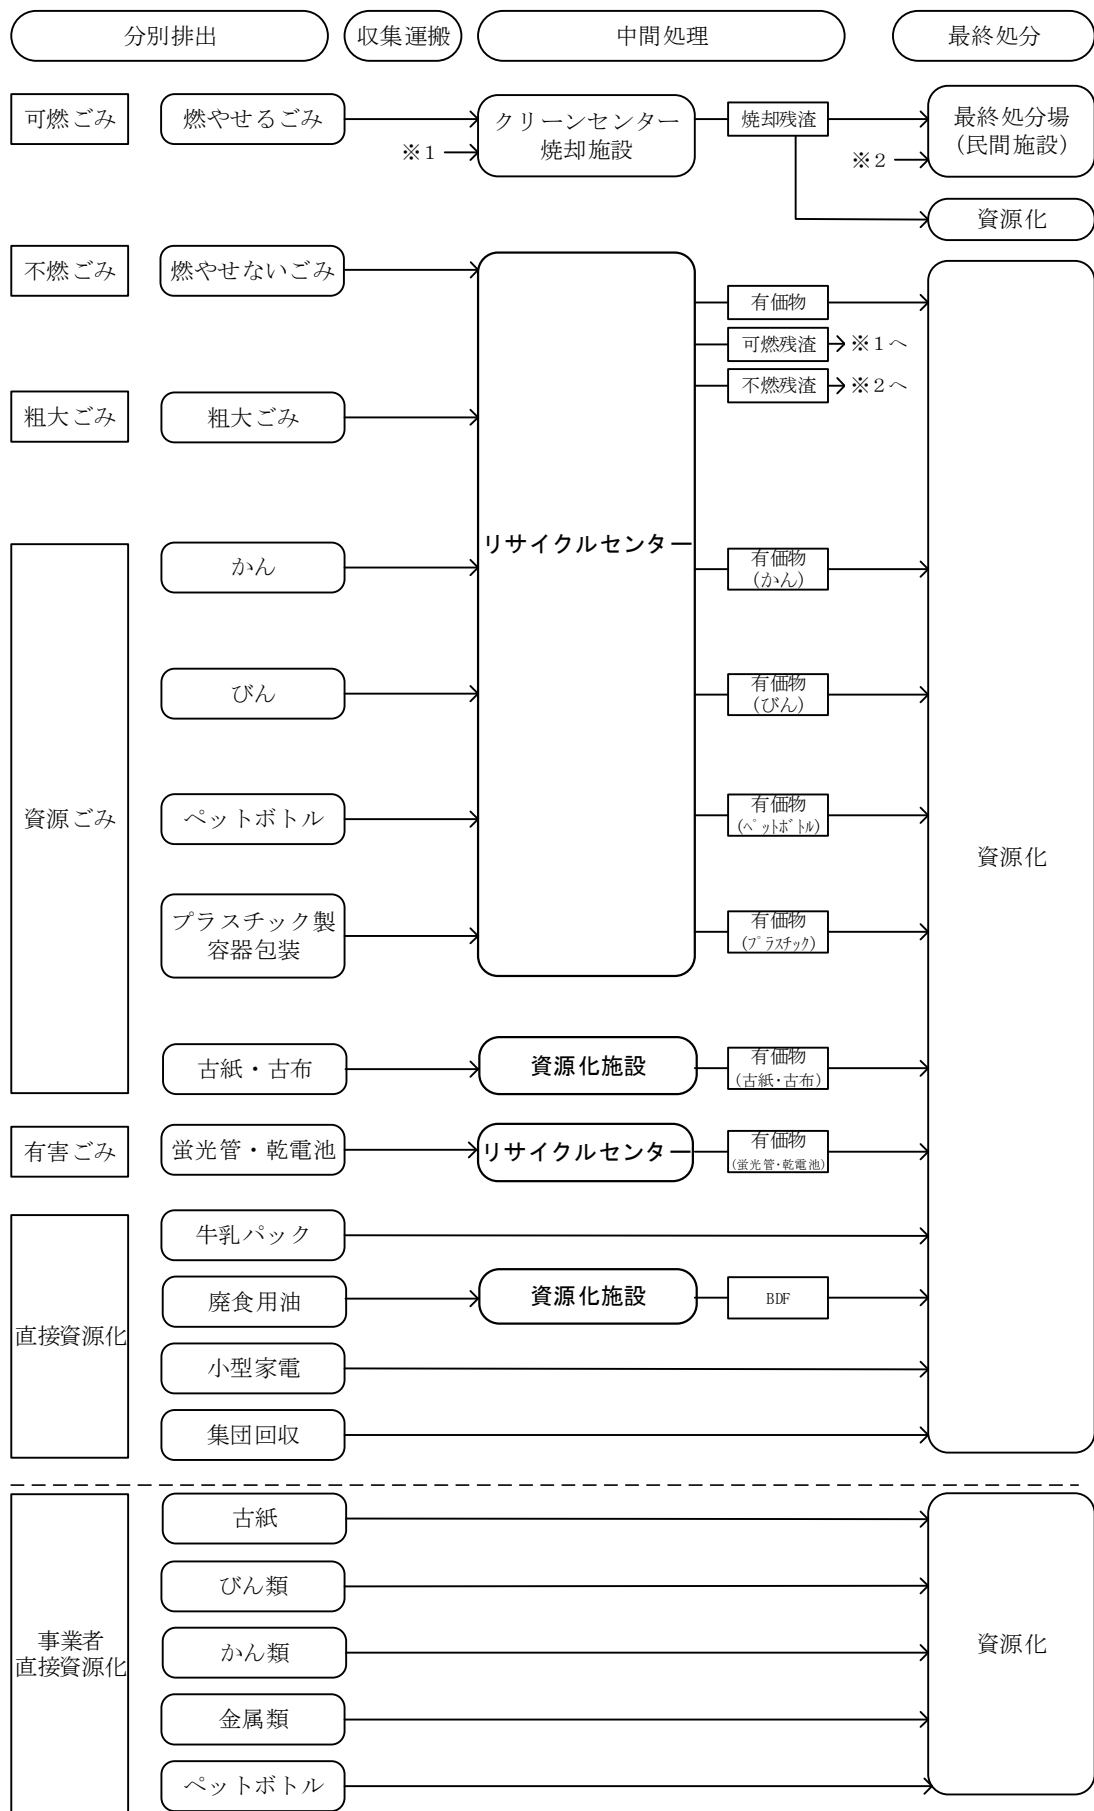 分別排出
収集運搬
中間処理
最終処分
可燃ごみ
燃やせるごみ
※1
クリーンセンター
焼却施設
焼却残渣
※2
最終処分場
(民間施設)
資源化
不燃ごみ
燃やせないごみ
有価物
可燃残渣
※1へ
不燃残渣
※2へ
粗大ごみ
粗大ごみ
リサイクルセンター
資源ごみ
かん
有価物
(かん)
びん
有価物
(びん)
ペットボトル
有価物
(ペットボトル)
資源化
プラスチック製
容器包装
有価物
(プラスチック)
古紙・古布
資源化施設
有価物
(古紙・古布)
有害ごみ
蛍光管・乾電池
リサイクルセンター
有価物
(蛍光管・乾電池)
直接資源化
牛乳パック
廃食用油
資源化施設
BDF
小型家電
集団回収
事業者
直接資源化
古紙
びん類
かん類
金属類
ペットボトル
資源化